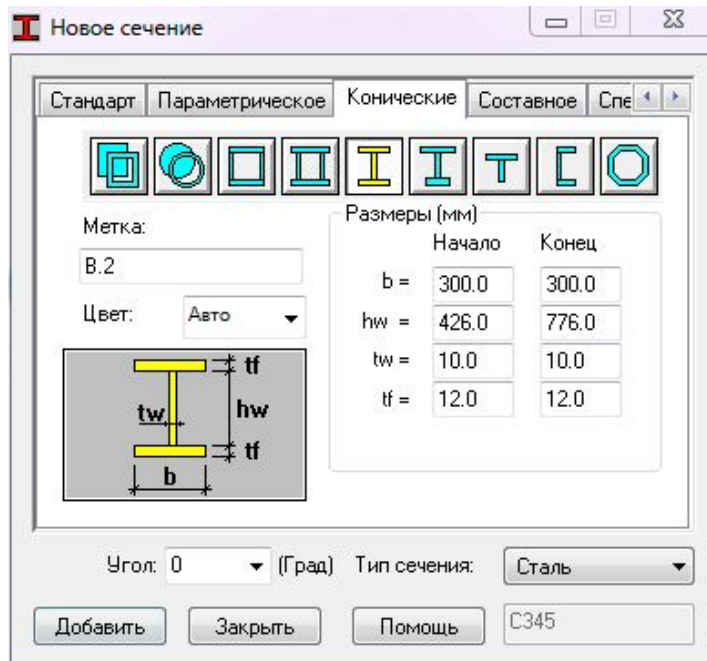 Новое сечение
Стандарт Параметрическое Конические Составное Спе
Метка:
B.2
Цвет: Авто
Размеры (мм)
Начало Конец
b = 300.0 300.0
hw = 426.0 776.0
tw = 10.0 10.0
tf = 12.0 12.0
tf
tw hw
tf
b
Угол: 0 (Град) Тип сечения: Сталь
Добавить Закрыть Помощь С345